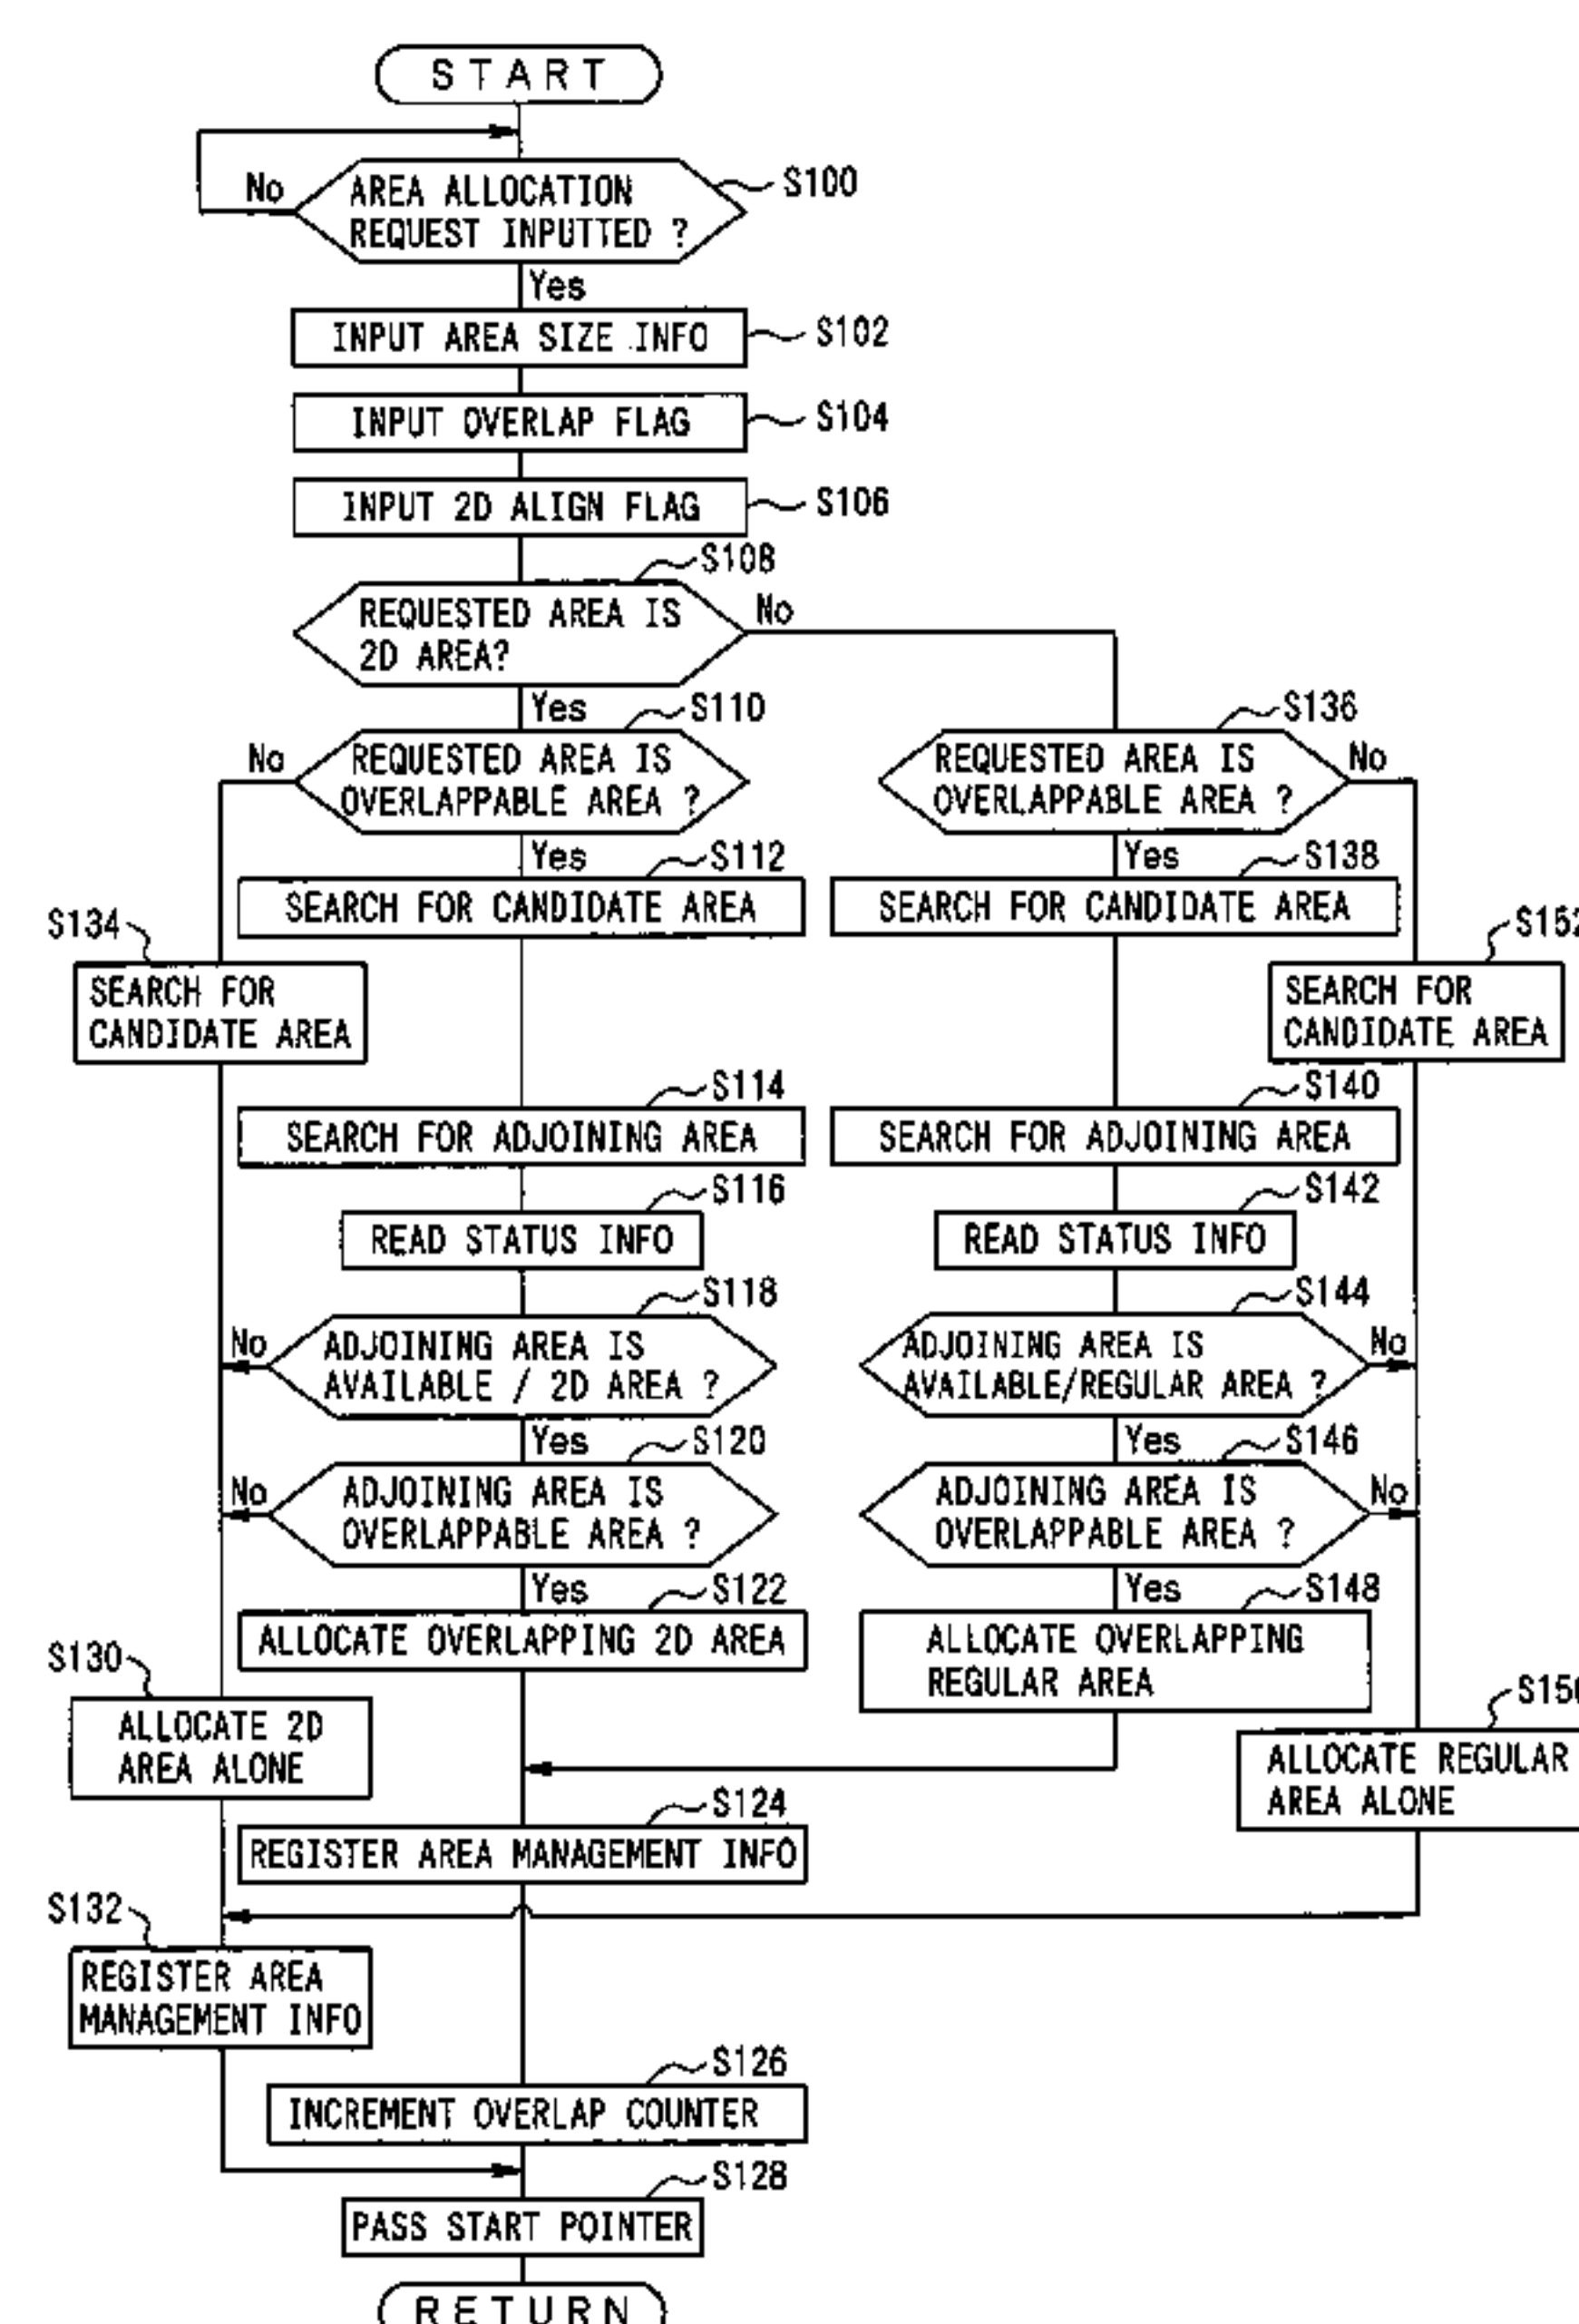 START
No
AREA ALLOCATION
REQUEST INPUTTED ?
S100
Yes
INPUT AREA SIZE INFO
S102
INPUT OVERLAP FLAG
S104
INPUT 2D ALIGN FLAG
S106
S108
REQUESTED AREA IS
2D AREA?
No
Yes
S110
S136
No
REQUESTED AREA IS
OVERLAPPABLE AREA ?
REQUESTED AREA IS
OVERLAPPABLE AREA ?
No
Yes
S112
Yes
S138
SEARCH FOR CANDIDATE AREA
SEARCH FOR CANDIDATE AREA
S134
SEARCH FOR
CANDIDATE AREA
S152
SEARCH FOR
CANDIDATE AREA
S114
S140
SEARCH FOR ADJOINING AREA
SEARCH FOR ADJOINING AREA
S116
S142
READ STATUS INFO
READ STATUS INFO
S118
S144
No
ADJOINING AREA IS
AVAILABLE / 2D AREA ?
ADJOINING AREA IS
AVAILABLE/REGULAR AREA ?
No
Yes
S120
Yes
S146
No
ADJOINING AREA IS
OVERLAPPABLE AREA ?
ADJOINING AREA IS
OVERLAPPABLE AREA ?
No
Yes
S122
Yes
S148
ALLOCATE OVERLAPPING 2D AREA
ALLOCATE OVERLAPPING
REGULAR AREA
S130
ALLOCATE 2D
AREA ALONE
S150
ALLOCATE REGULAR
AREA ALONE
S124
REGISTER AREA MANAGEMENT INFO
S132
REGISTER AREA
MANAGEMENT INFO
S126
INCREMENT OVERLAP COUNTER
S128
PASS START POINTER
RETURN